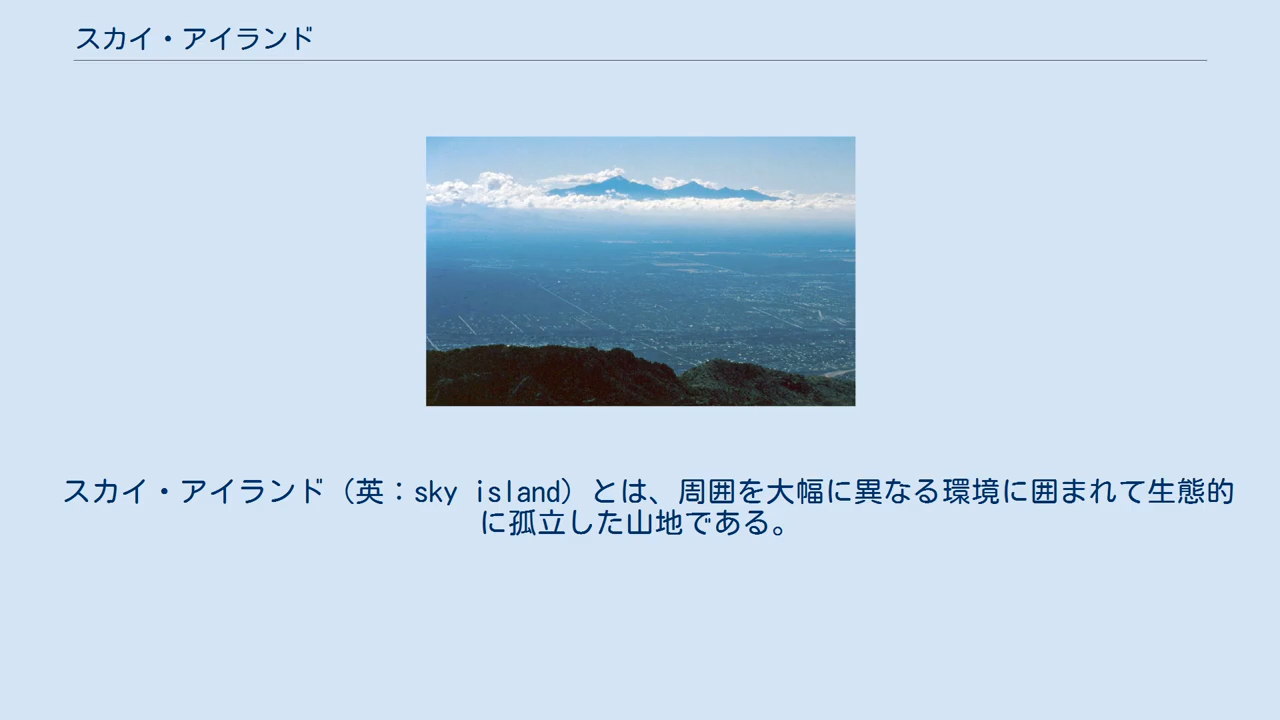 スカイ・アイランド
スカイ・アイランド（英：sky island）とは、周囲を大幅に異なる環境に囲まれて生態的
に孤立した山地である。